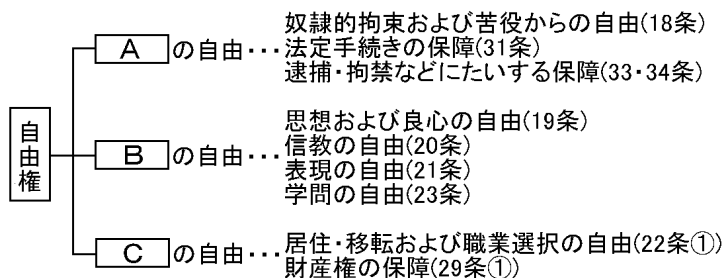 自由権
Aの自由･･･奴隷的拘束および苦役からの自由(18条)
法定手続きの保障(31条)
逮捕・拘禁などにたいする保障(33・34条)
Bの自由･･･思想および良心の自由(19条)
信教の自由(20条)
表現の自由(21条)
学問の自由(23条)
Cの自由･･･居住・移転および職業選択の自由(22条①)
財産権の保障(29条①)